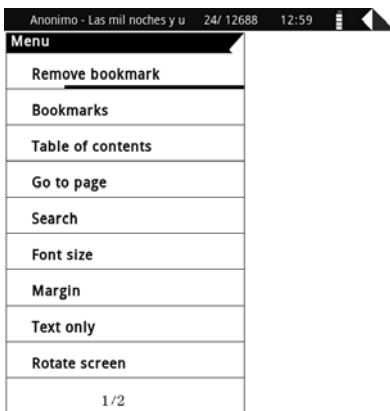 Anonimo - Las mil noches y u 24/ 12688 12:59
Menu
Remove bookmark
Bookmarks
Table of contents
Go to page
Search
Font size
Margin
Text only
Rotate screen
1/2